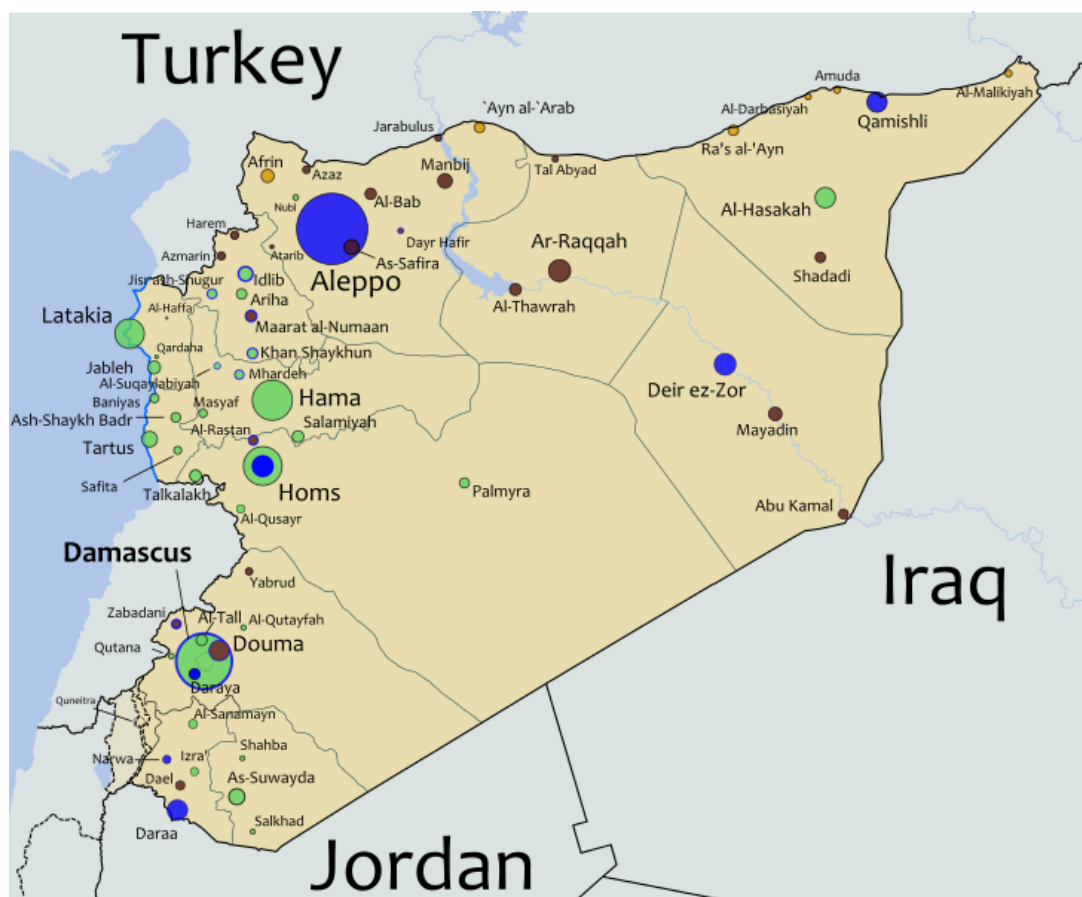 Turkey
Amuda
Al-Malikiyah
`Ayn al-`Arab
Al-Darbasiyah
Jarabulus
Qamishli
Ra's al-'Ayn
Afrin
Azaz
Manbij
Tal Abyad
Nubl
Al-Bab
Al-Hasakah
Harem
Dayr Hafir
Azmarin
Atarib
As-Safira
Ar-Raqqah
Aleppo
Shadadi
Jisr ash-Shugur
Idlib
Ariha
Al-Thawrah
Al-Haffa
Latakia
Maarat al-Numaan
Qardaha
Khan Shaykhun
Jableh
Al-Suqaylabiyah
Mhardeh
Deir ez-Zor
Baniyas
Masyaf
Hama
Ash-Shaykh Badr
Salamiyah
Mayadin
Al-Rastan
Tartus
Safita
Homs
Palmyra
Talkalakh
Abu Kamal
Al-Qusayr
Damascus
Iraq
Yabrud
Zabadani
Al-Tall
Al-Qutayfah
Qutana
Douma
Daraya
Quneitra
Al-Sanamayn
Shahba
Narwa
Izra'
Dael
As-Suwayda
Daraa
Salkhad
Jordan